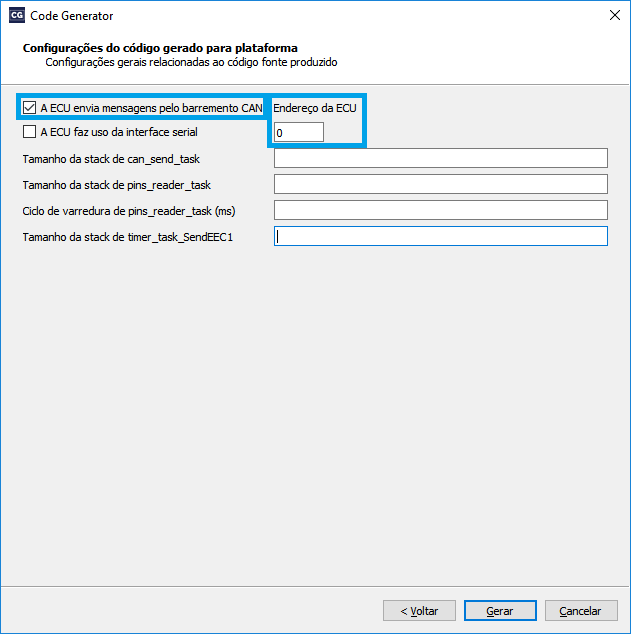 CG Code Generator
Configurações do código gerado para plataforma
Configurações gerais relacionadas ao código fonte produzido
A ECU envia mensagens pelo barremento CAN Endereço da ECU
A ECU faz uso da interface serial 0
Tamanho da stack de can_send_task
Tamanho da stack de pins_reader_task
Ciclo de varredura de pins_reader_task (ms)
Tamanho da stack de timer_task_SendEEC1
< Voltar Gerar Cancelar